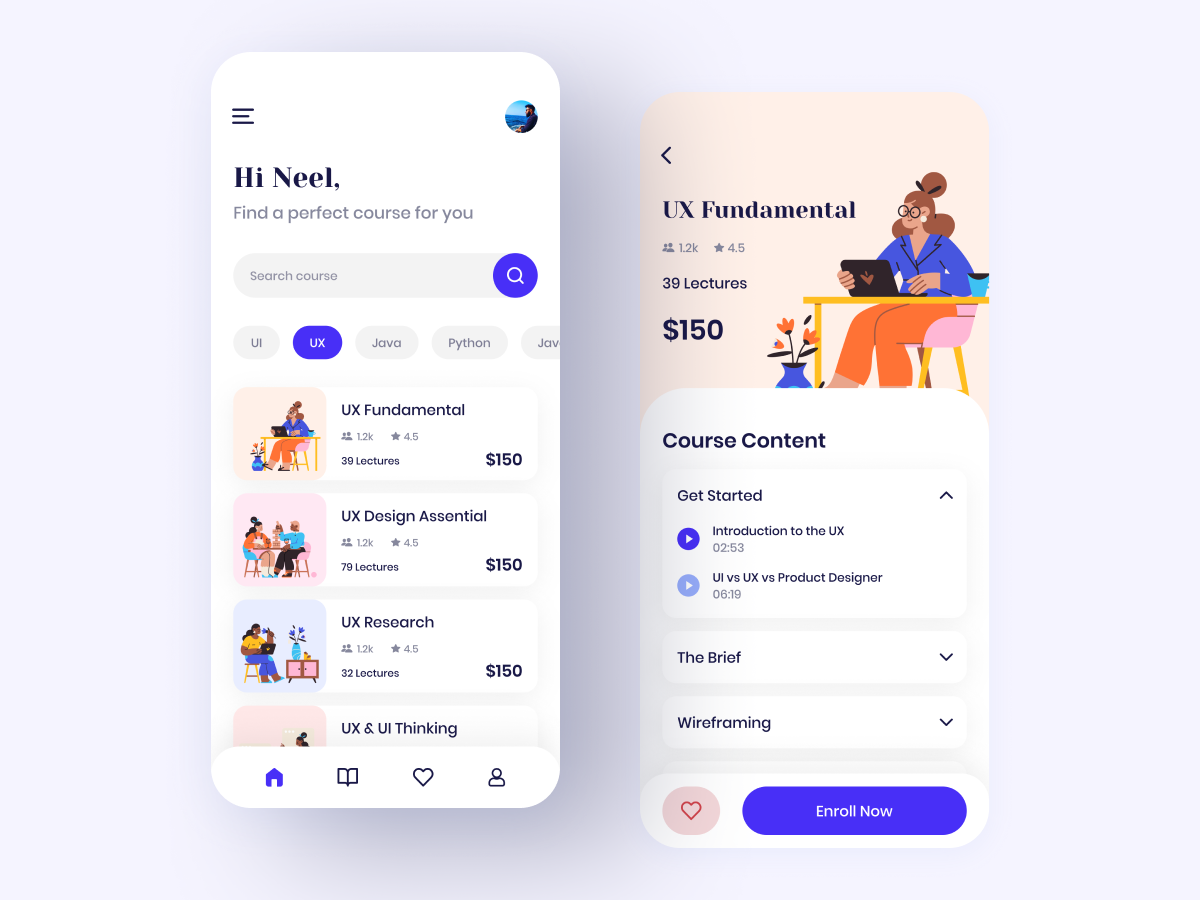 Hi Neel,
Find a perfect course for you
Search course
UI
UX
Java
Python
UX Fundamental
1.2k
4.5
39 Lectures
$150
UX Design Assential
1.2k
4.5
79 Lectures
$150
UX Research
1.2k
4.5
32 Lectures
$150
UX & UI Thinking
UX Fundamental
1.2k
4.5
39 Lectures
$150
Course Content
Get Started
Introduction to the UX
02:53
UI vs UX vs Product Designer
06:19
The Brief
Wireframing
Enroll Now